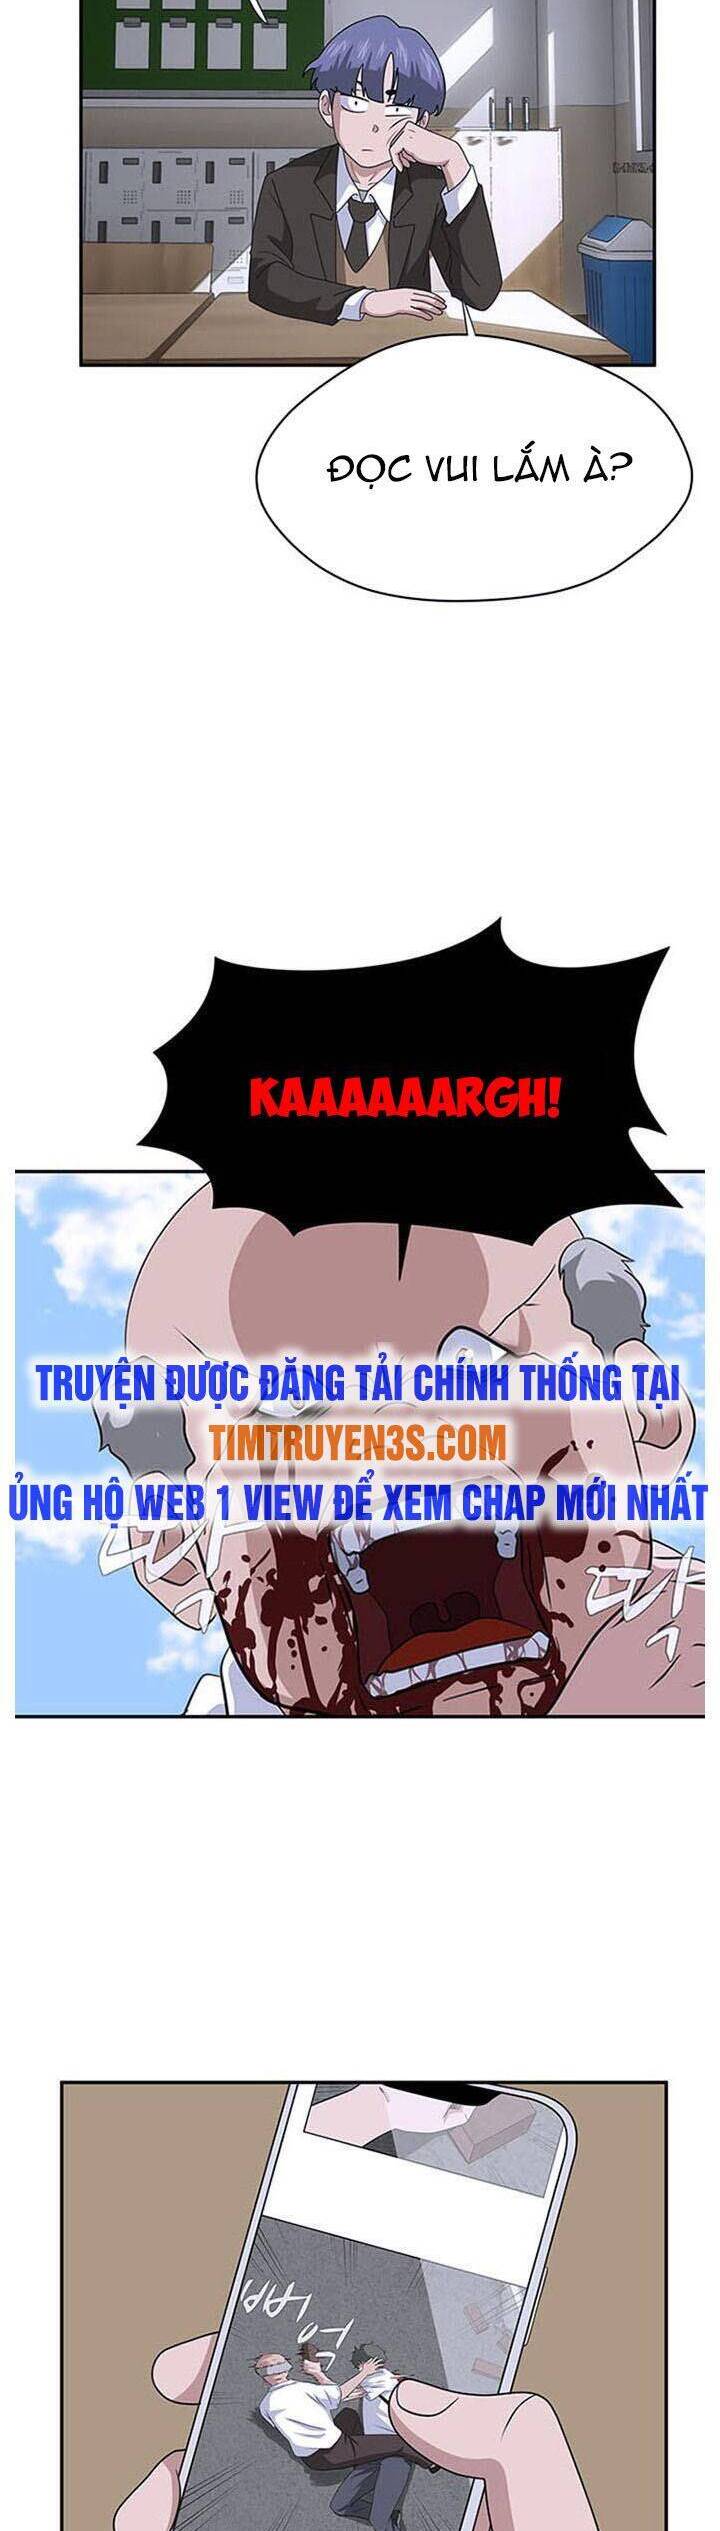 ĐỌC VUI LẮM À?
KAAAAAARGH!
TRUYỆN ĐƯỢC ĐĂNG TẢI CHÍNH THỐNG TẠI
TIMTRUYEN3S.COM
ỦNG HỘ WEB 1 VIEW ĐỂ XEM CHAP MỚI NHẤT